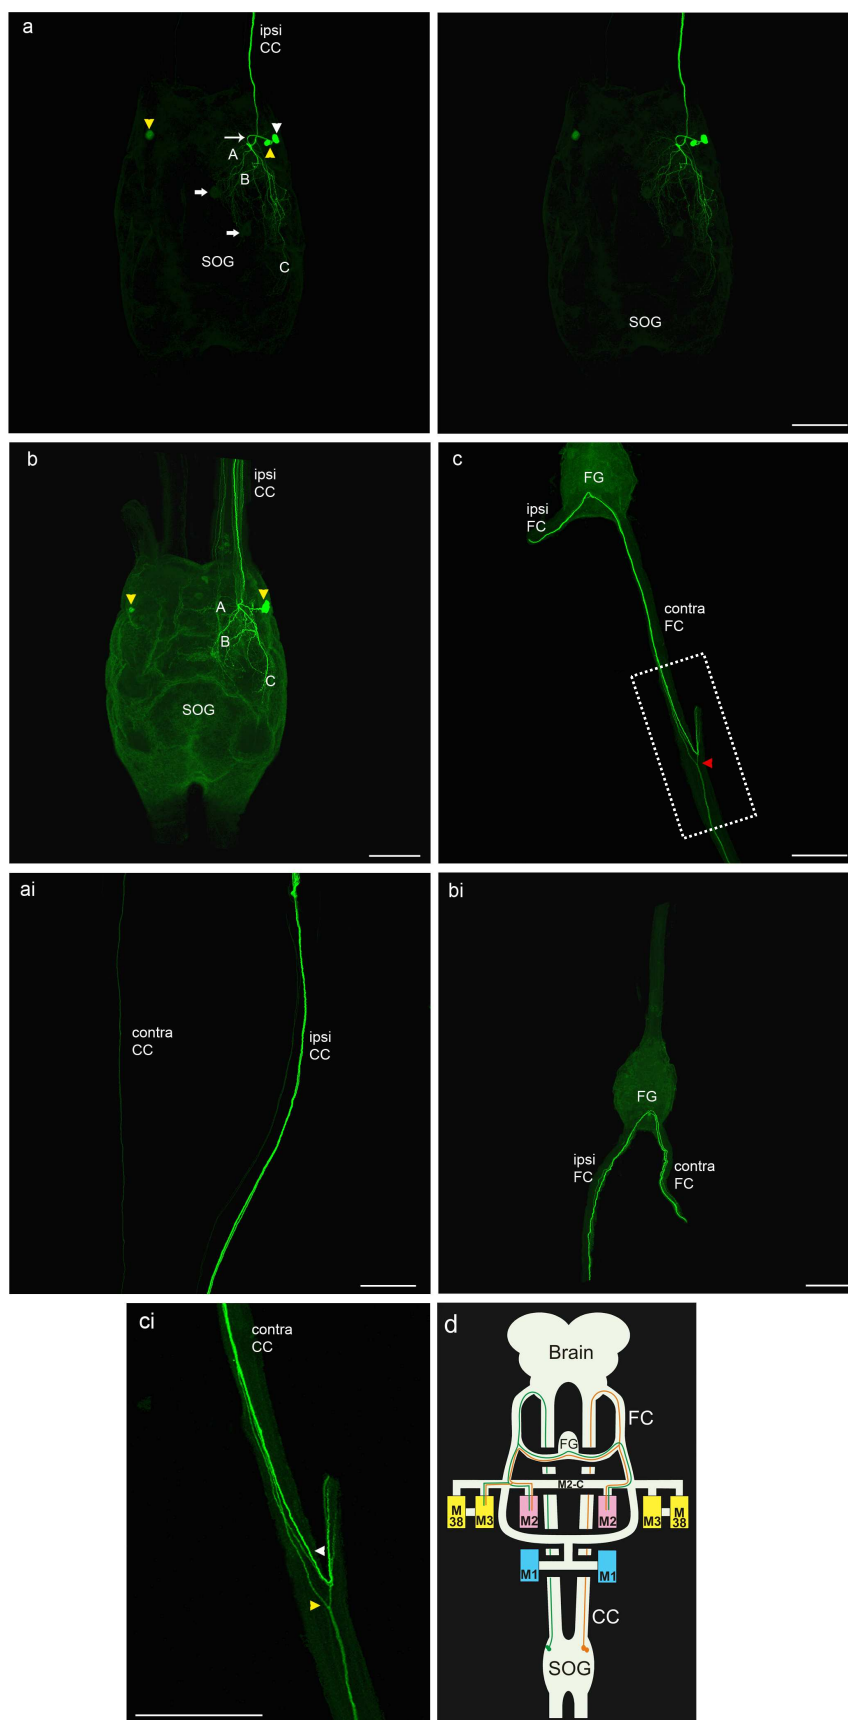 a
ipsi
CC
A
B
SOG
C
SOG
b
ipsi
CC
A
B
C
SOG
c
FG
ipsi
FC
contra
FC
ai
contra
CC
ipsi
CC
bi
FG
ipsi
FC
contra
FC
ci
contra
CC
d
Brain
FC
FG
M2-C
M
38
M3
M2
M2
M3
M
38
M1
M1
CC
SOG